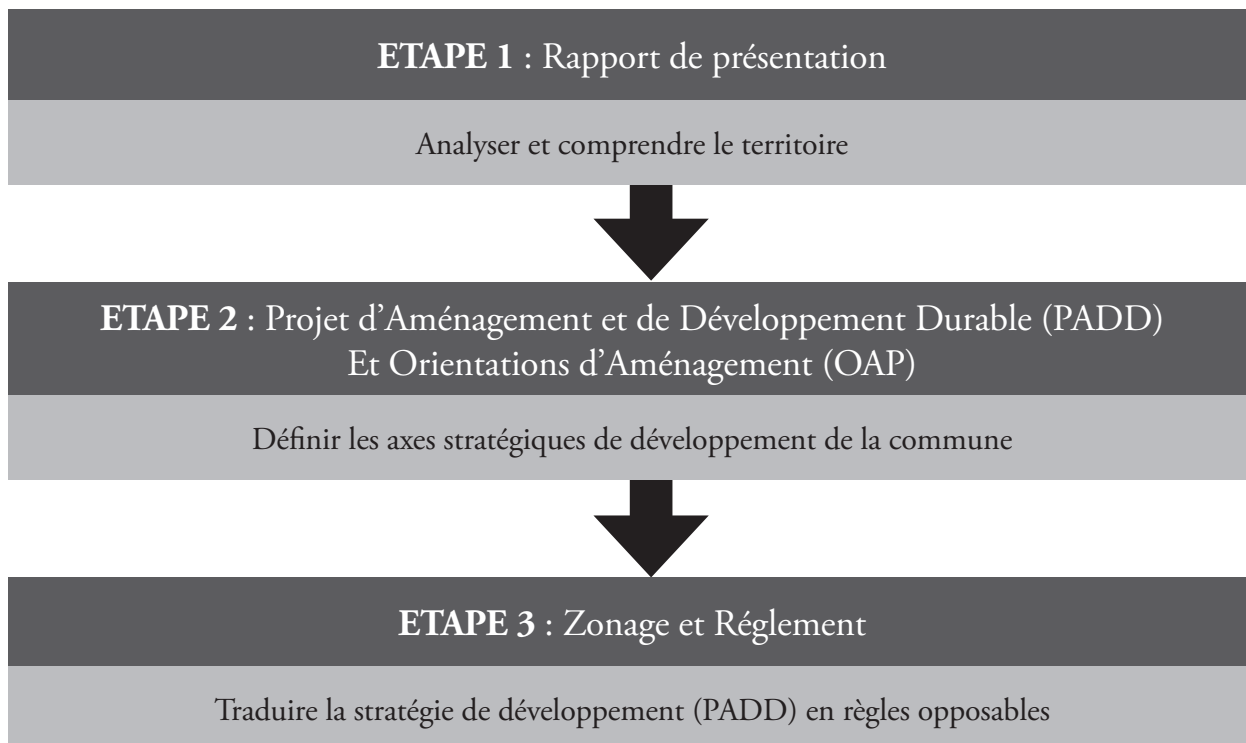 ETAPE 1 : Rapport de présentation
Analyser et comprendre le territoire
ETAPE 2 : Projet d'Aménagement et de Développement Durable (PADD)
Et Orientations d'Aménagement (OAP)
Définir les axes stratégiques de développement de la commune
ETAPE 3 : Zonage et Réglement
Traduire la stratégie de développement (PADD) en règles opposables